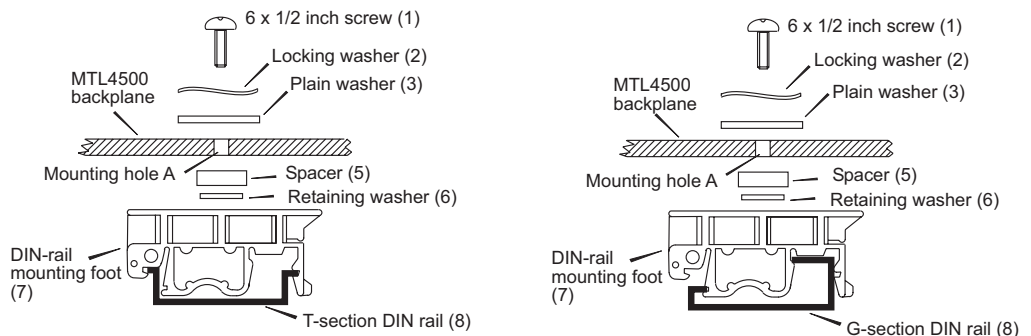 6 x 1/2 inch screw (1)
Locking washer (2)
Plain washer (3)
MTL4500
backplane
Mounting hole A
Spacer (5)
Retaining washer (6)
DIN-rail
mounting foot
(7)
T-section DIN rail (8)
6 x 1/2 inch screw (1)
Locking washer (2)
Plain washer (3)
MTL4500
backplane
Mounting hole A
Spacer (5)
Retaining washer (6)
DIN-rail
mounting foot
(7)
G-section DIN rail (8)